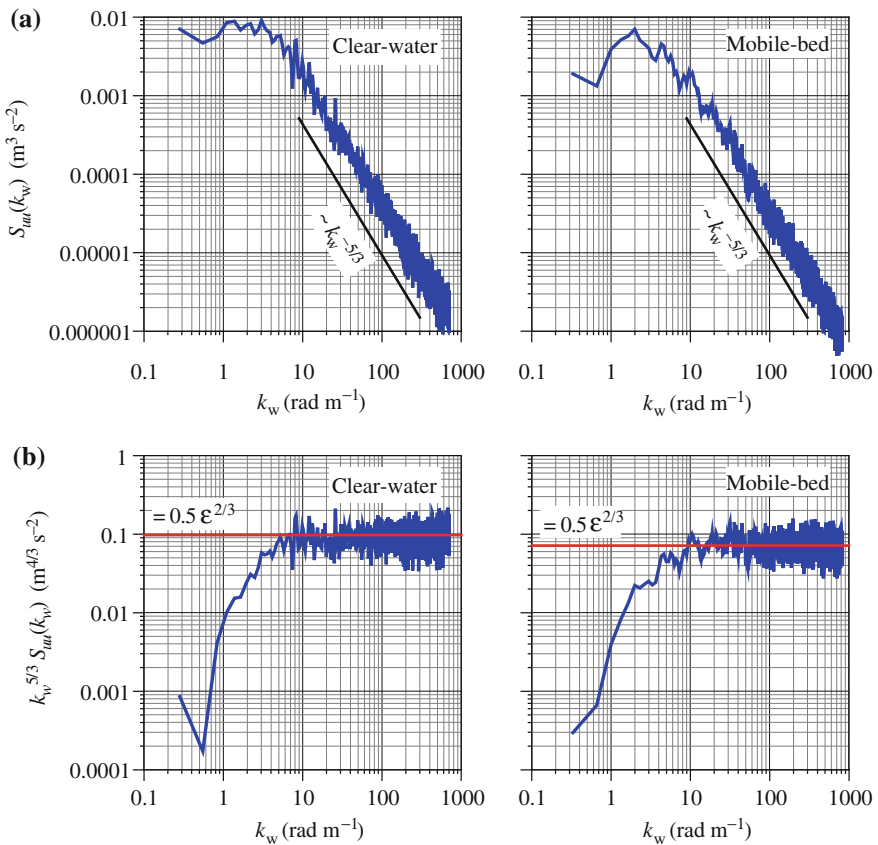 (a)
Clear-water
Mobile-bed
S_uu(k_w) (m³ s⁻²)
0.01
0.001
0.0001
0.00001
0.000001
~ k_w^−5/3
~ k_w^−5/3
0.1 1 10 100 1000
0.1 1 10 100 1000
k_w (rad m⁻¹)
k_w (rad m⁻¹)
(b)
Clear-water
Mobile-bed
k_w^5/3 S_uu(k_w) (m^4/3 s⁻²)
1
0.1
0.01
0.001
0.0001
= 0.5 ε^2/3
= 0.5 ε^2/3
0.1 1 10 100 1000
0.1 1 10 100 1000
k_w (rad m⁻¹)
k_w (rad m⁻¹)